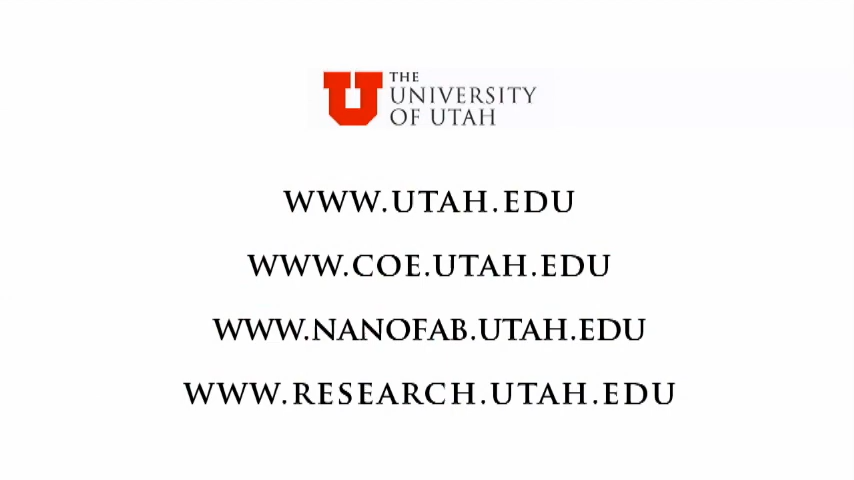 THE
UNIVERSITY
OF UTAH
WWW.UTAH.EDU
WWW.COE.UTAH.EDU
WWW.NANOFAB.UTAH.EDU
WWW.RESEARCH.UTAH.EDU